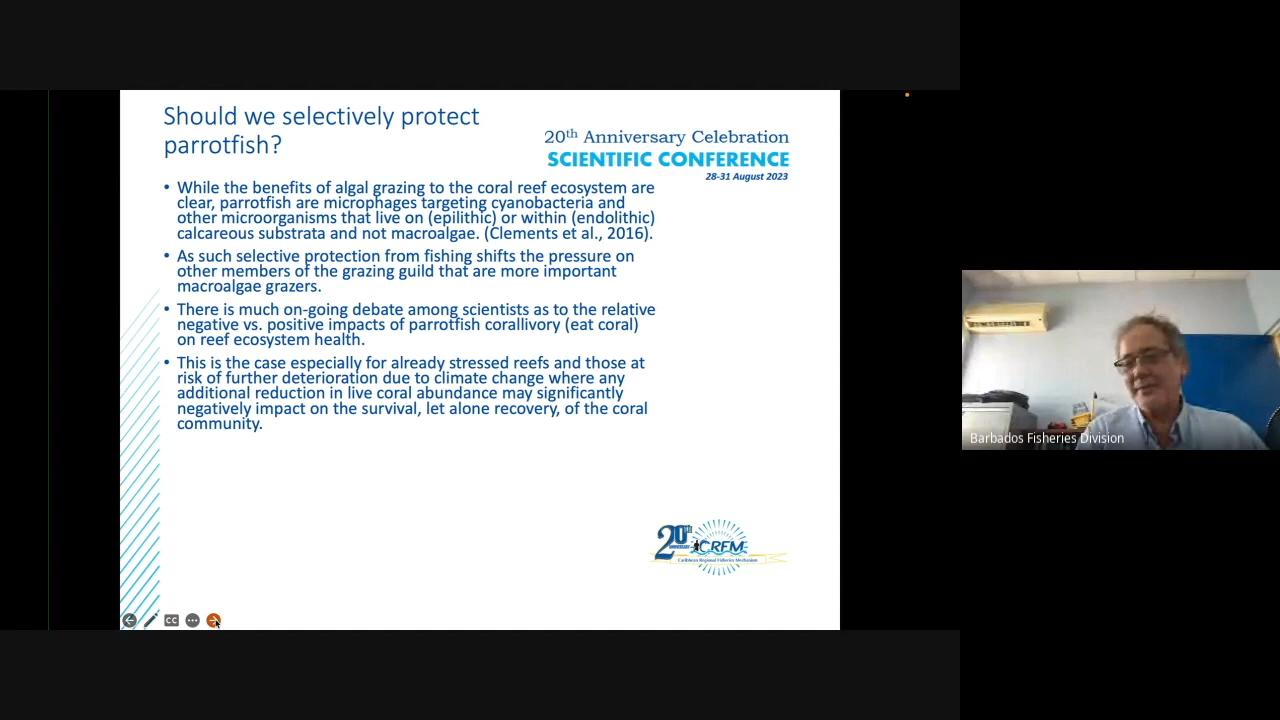 Should we selectively protect
parrotfish?
20th Anniversary Celebration
SCIENTIFIC CONFERENCE
28-31 August 2023
• While the benefits of algal grazing to the coral reef ecosystem are
clear, parrotfish are microphages targeting cyanobacteria and
other microorganisms that live on (epilithic) or within (endolithic)
calcareous substrata and not macroalgae. (Clements et al., 2016).
• As such selective protection from fishing shifts the pressure on
other members of the grazing guild that are more important
macroalgae grazers.
• There is much on-going debate among scientists as to the relative
negative vs. positive impacts of parrotfish corallivory (eat coral)
on reef ecosystem health.
• This is the case especially for already stressed reefs and those at
risk of further deterioration due to climate change where any
additional reduction in live coral abundance may significantly
negatively impact on the survival, let alone recovery, of the coral
community.
Barbados Fisheries Division
20th
ANNIVERSARY
CRFM
Caribbean Regional Fisheries Mechanism
CC